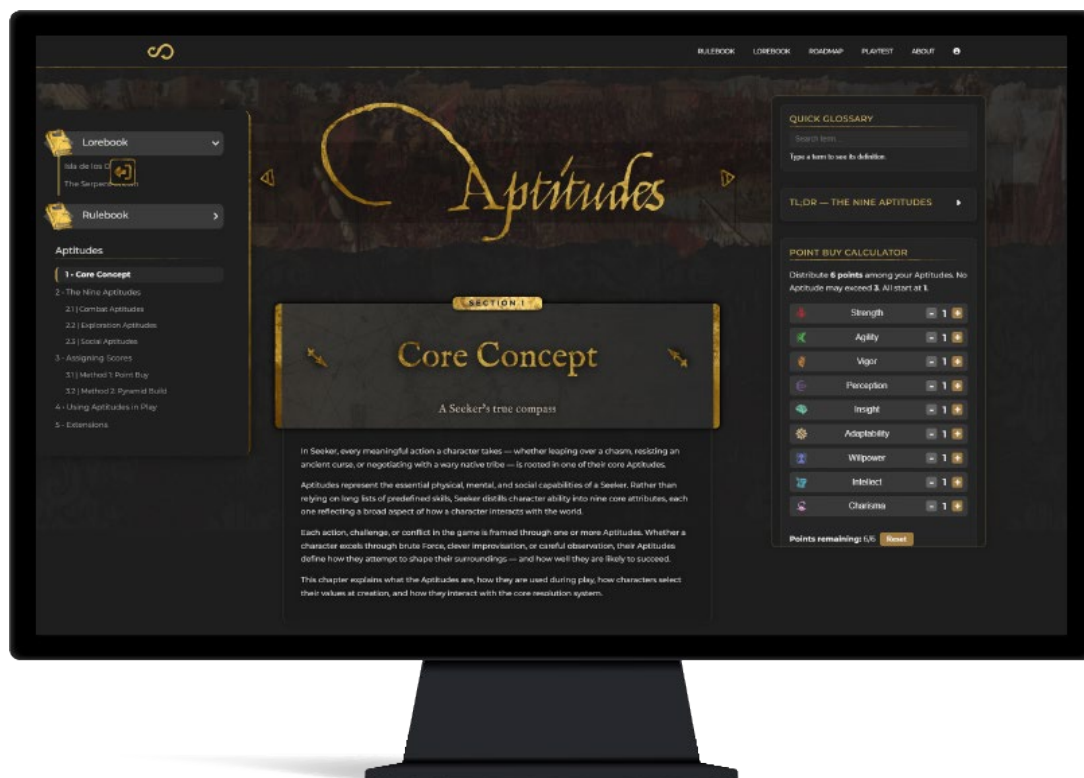 RULEBOOK LOREBOOK ROADMAP PLAYTEST ABOUT
Lorebook
Isla de los
The Serpent
Rulebook
Aptitudes
1 - Core Concept
2 - The Nine Aptitudes
2.1 | Combat Aptitudes
2.2 | Exploration Aptitudes
2.3 | Social Aptitudes
3 - Assigning Scores
3.1 | Method 1: Point Buy
3.2 | Method 2: Pyramid Build
4 - Using Aptitudes in Play
5 - Extensions
Aptitudes
SECTION 1
Core Concept
A Seeker's true compass
In Seeker, every meaningful action a character takes — whether leaping over a chasm, resisting an
ancient curse, or negotiating with a wary native tribe — is rooted in one of their core Aptitudes.
Aptitudes represent the essential physical, mental, and social capabilities of a Seeker. Rather than
relying on long lists of predefined skills, Seeker distills character ability into nine core attributes, each
one reflecting a broad aspect of how a character interacts with the world.
Each action, challenge, or conflict in the game is framed through one or more Aptitudes. Whether a
character excels through brute Force, clever improvisation, or careful observation, their Aptitudes
define how they attempt to shape their surroundings — and how well they are likely to succeed.
This chapter explains what the Aptitudes are, how they are used during play, how characters select
their values at creation, and how they interact with the core resolution system.
QUICK GLOSSARY
Search term...
Type a term to see its definition.
TL;DR — THE NINE APTITUDES
POINT BUY CALCULATOR
Distribute 6 points among your Aptitudes. No
Aptitude may exceed 3. All start at 1.
Strength - 1 +
Agility - 1 +
Vigor - 1 +
Perception - 1 +
Insight - 1 +
Adaptability - 1 +
Willpower - 1 +
Intellect - 1 +
Charisma - 1 +
Points remaining: 6/6 Reset